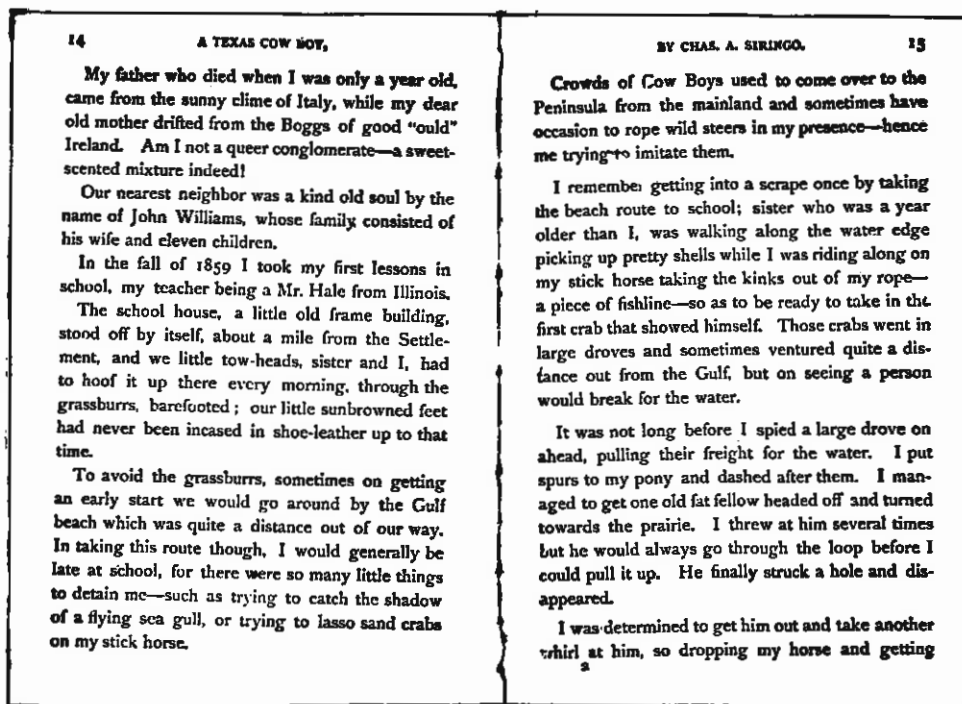 14 A TEXAS COW BOY,
My father who died when I was only a year old,
came from the sunny clime of Italy, while my dear
old mother drifted from the Boggs of good "ould"
Ireland. Am I not a queer conglomerate—a sweet-
scented mixture indeed!
Our nearest neighbor was a kind old soul by the
name of John Williams, whose family consisted of
his wife and eleven children.
In the fall of 1859 I took my first lessons in
school, my teacher being a Mr. Hale from Illinois.
The school house, a little old frame building,
stood off by itself, about a mile from the Settle-
ment, and we little tow-heads, sister and I, had
to hoof it up there every morning, through the
grassburrs, barefooted; our little sunbrowned feet
had never been incased in shoe-leather up to that
time.
To avoid the grassburrs, sometimes on getting
an early start we would go around by the Gulf
beach which was quite a distance out of our way.
In taking this route though, I would generally be
late at school, for there were so many little things
to detain me—such as trying to catch the shadow
of a flying sea gull, or trying to lasso sand crabs
on my stick horse.
BY CHAS. A. SIRINGO. 15
Crowds of Cow Boys used to come over to the
Peninsula from the mainland and sometimes have
occasion to rope wild steers in my presence—hence
me trying to imitate them.
I remember getting into a scrape once by taking
the beach route to school; sister who was a year
older than I, was walking along the water edge
picking up pretty shells while I was riding along on
my stick horse taking the kinks out of my rope—
a piece of fishline—so as to be ready to take in the
first crab that showed himself. Those crabs went in
large droves and sometimes ventured quite a dis-
tance out from the Gulf, but on seeing a person
would break for the water.
It was not long before I spied a large drove on
ahead, pulling their freight for the water. I put
spurs to my pony and dashed after them. I man-
aged to get one old fat fellow headed off and turned
towards the prairie. I threw at him several times
but he would always go through the loop before I
could pull it up. He finally struck a hole and dis-
appeared.
I was determined to get him out and take another
whirl at him, so dropping my horse and getting
2